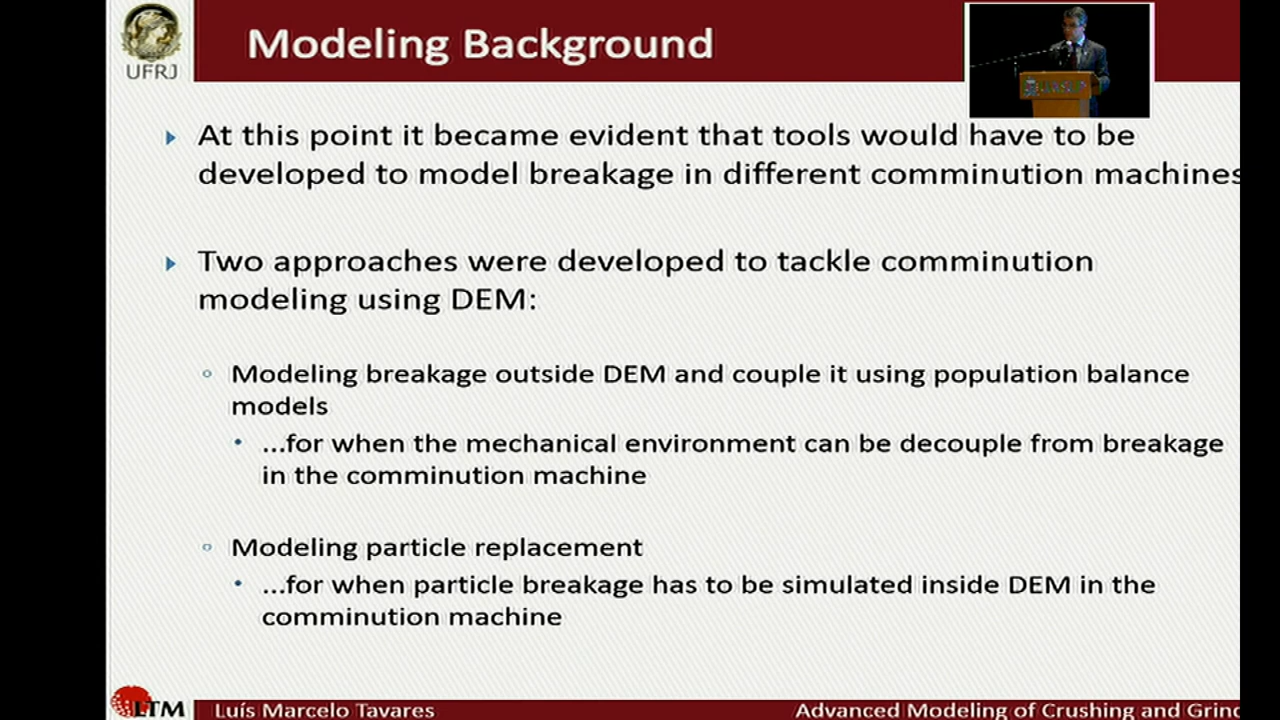 UFRJ
Modeling Background
At this point it became evident that tools would have to be
developed to model breakage in different comminution machines
Two approaches were developed to tackle comminution
modeling using DEM:
Modeling breakage outside DEM and couple it using population balance
models
...for when the mechanical environment can be decouple from breakage
in the comminution machine
Modeling particle replacement
...for when particle breakage has to be simulated inside DEM in the
comminution machine
LTM
Luís Marcelo Tavares
Advanced Modeling of Crushing and Grind